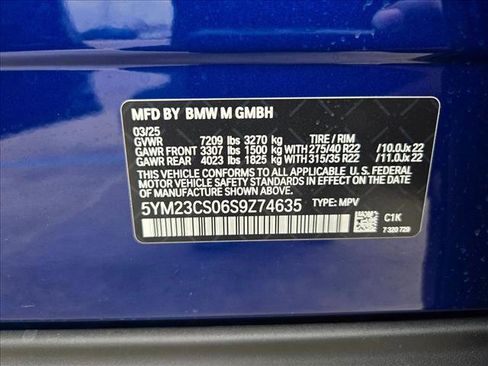 MFD BY BMW M GMBH
03/25
GVWR 7209 lbs 3270 kg TIRE / RIM
GAWR FRONT 3307 lbs 1500 kg WITH 275/40 R22 /10.0Jx 22
GAWR REAR 4023 lbs 1825 kg WITH 315/35 R22 /11.0Jx 22
THIS VEHICLE CONFORMS TO ALL APPLICABLE U.S. FEDERAL
MOTOR VEHICLE SAFETY STANDARDS IN EFFECT ON THE DATE
OF MANUFACTURE SHOWN ABOVE.
5YM23CS06S9Z74635 TYPE: MPV
C1K
7 320 729